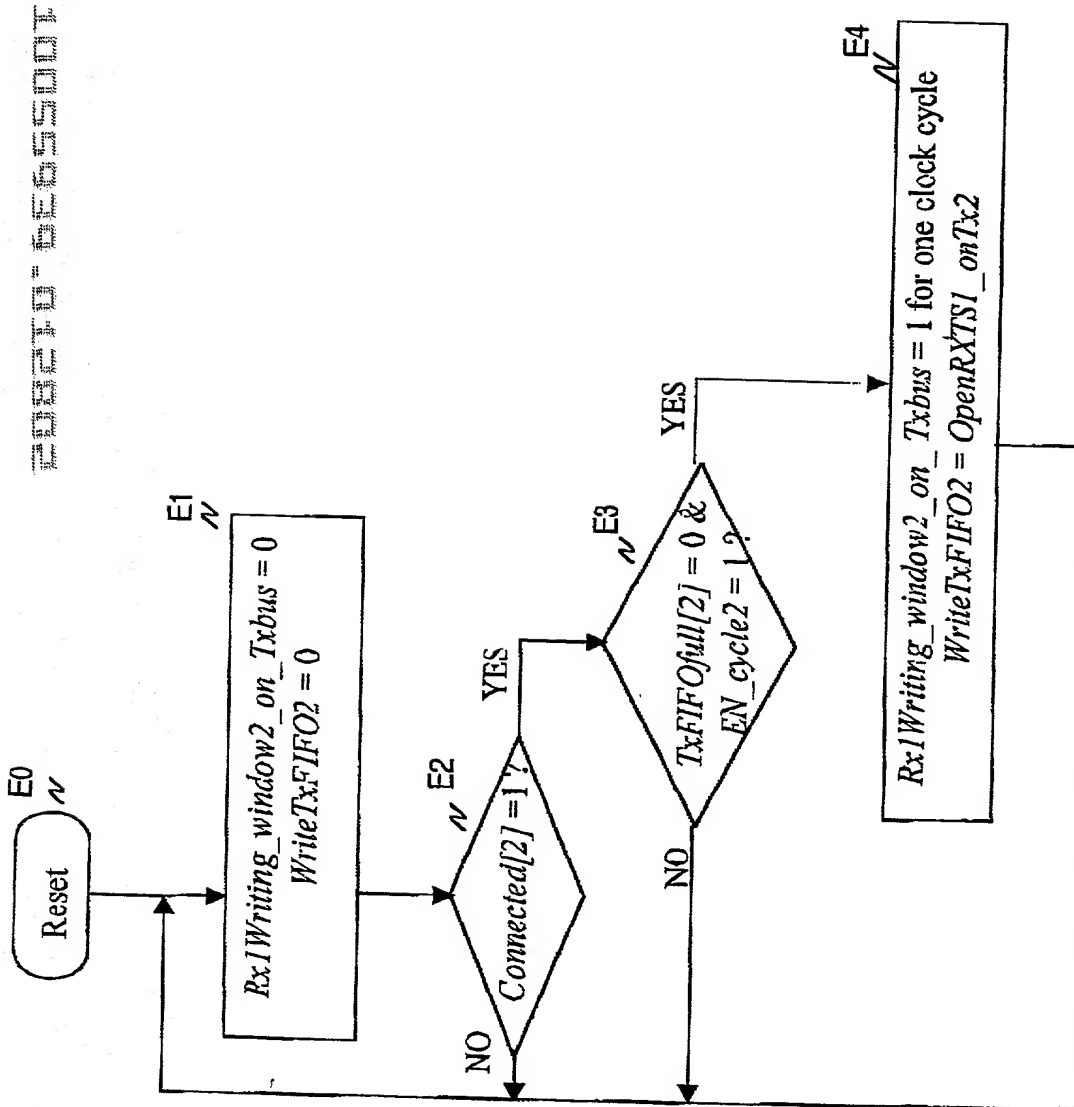 E0
Reset
E1
Rx1Writing_window2_on_Txbus = 0
WriteTxFIFO2 = 0
E2
Connected[2] = 1 ?
NO
YES
E3
TxFIFOfull[2] = 0 &
EN_cycle2 = 1 ?
NO
YES
E4
Rx1Writing_window2_on_Txbus = 1 for one clock cycle
WriteTxFIFO2 = OpenRXTS1_onTx2